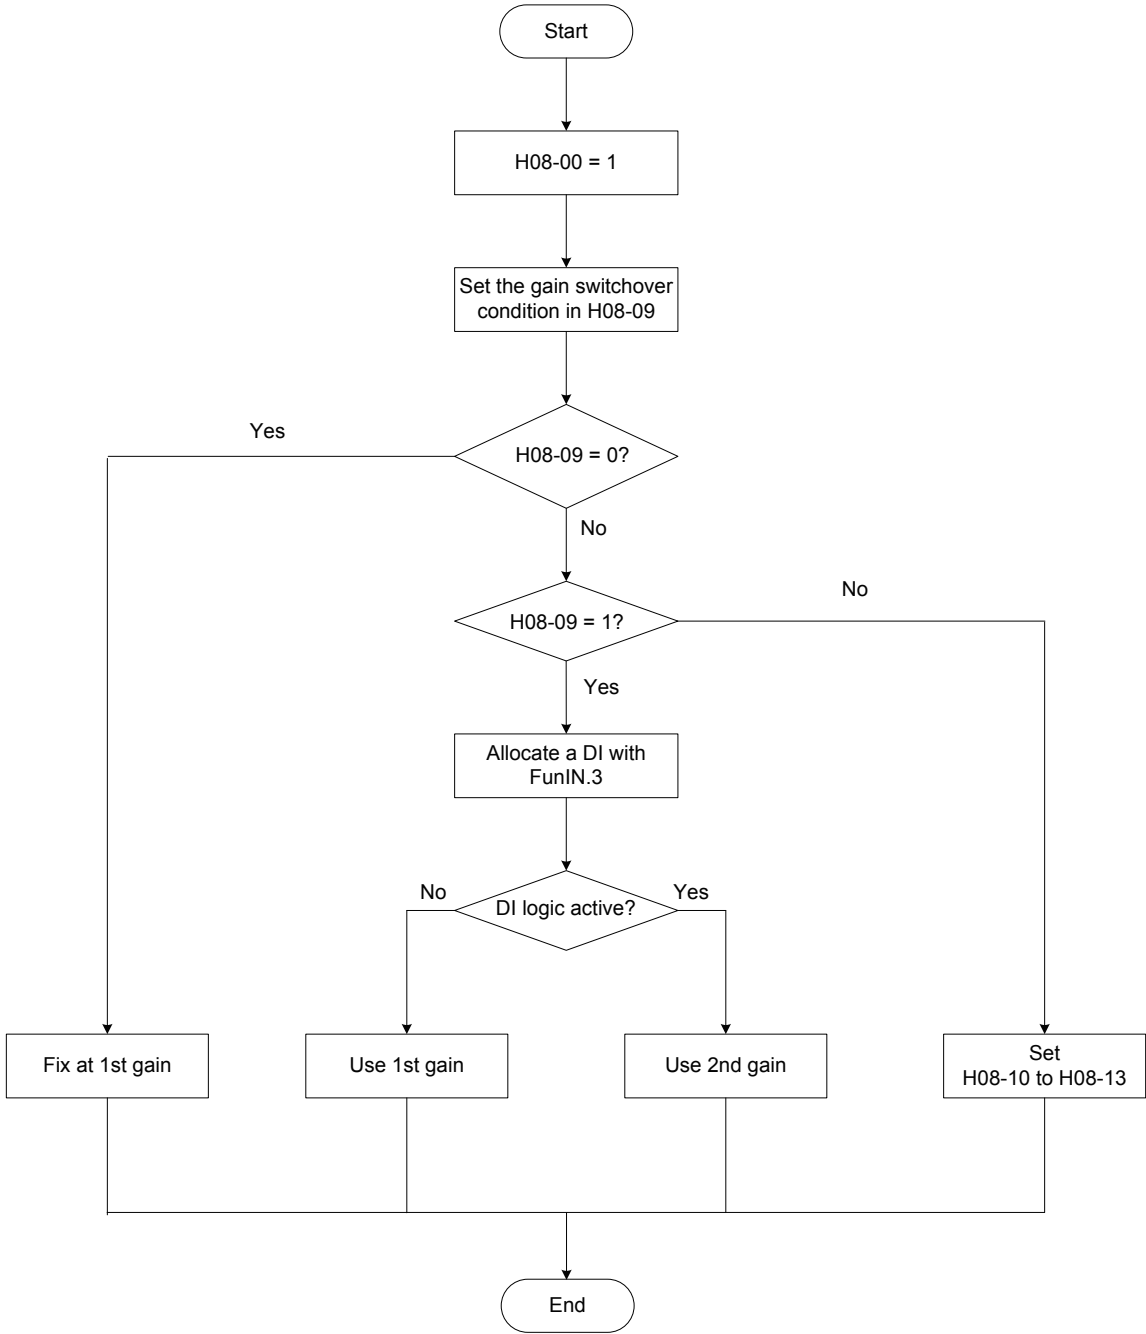 Start
H08-00 = 1
Set the gain switchover
condition in H08-09
Yes
H08-09 = 0?
No
No
H08-09 = 1?
Yes
Allocate a DI with
FunIN.3
No
Yes
DI logic active?
Fix at 1st gain
Use 1st gain
Use 2nd gain
Set
H08-10 to H08-13
End